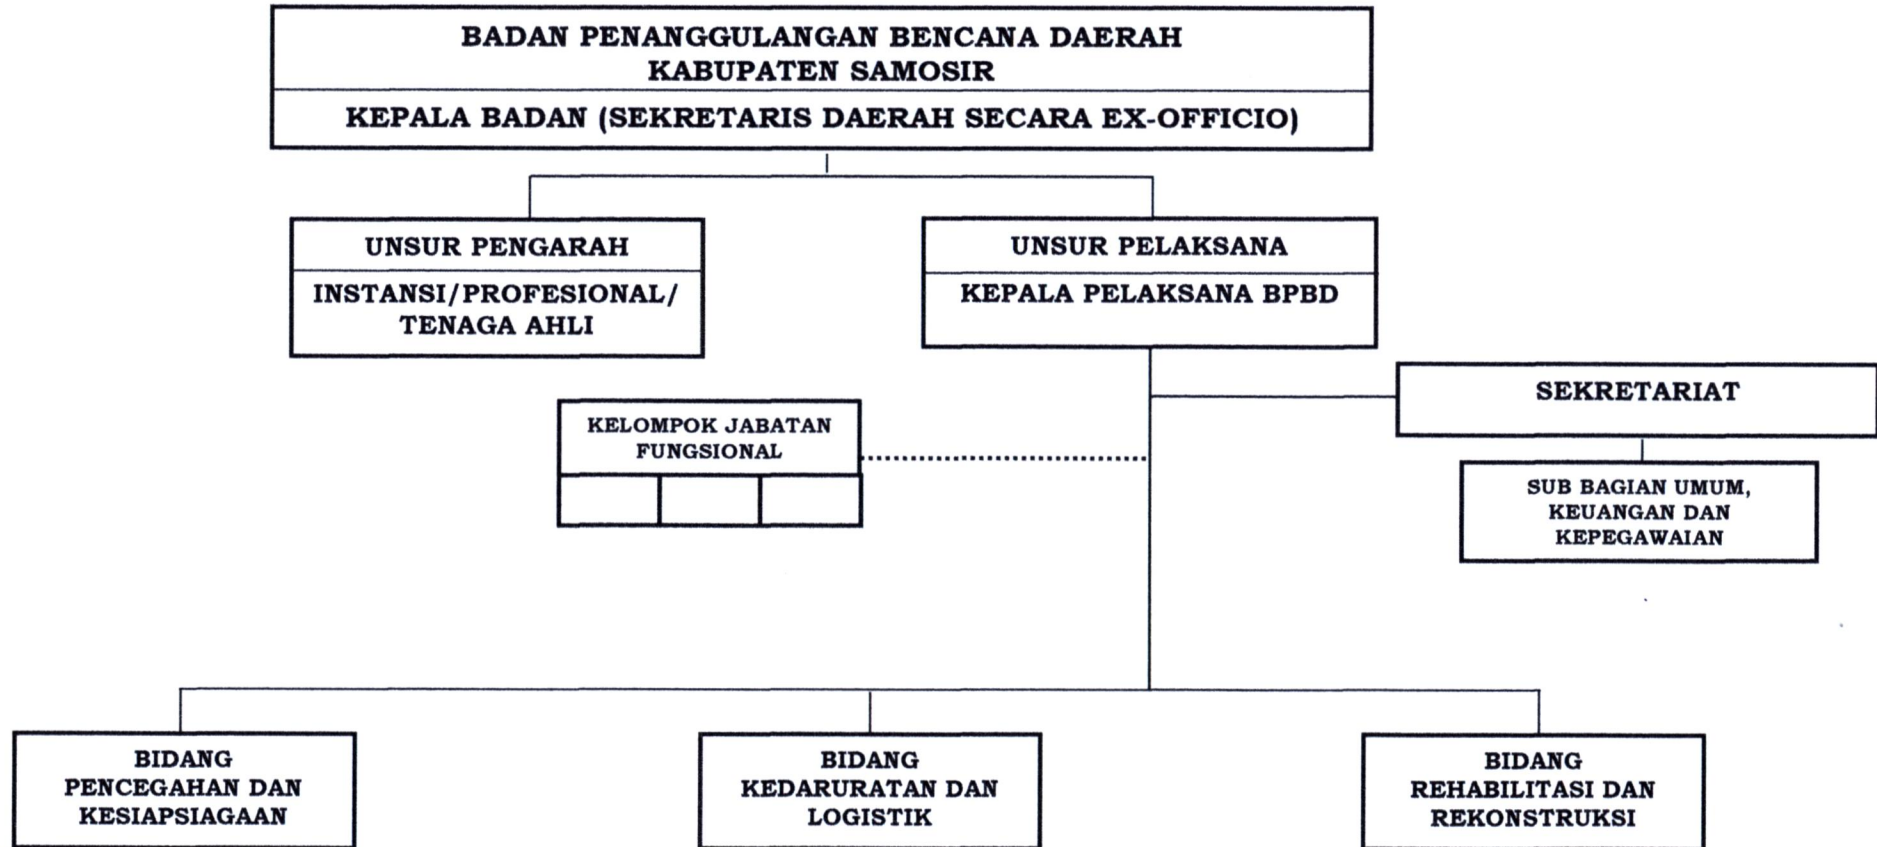 BADAN PENANGGULANGAN BENCANA DAERAH
KABUPATEN SAMOSIR
KEPALA BADAN (SEKRETARIS DAERAH SECARA EX-OFFICIO)
UNSUR PENGARAH
INSTANSI/PROFESIONAL/
TENAGA AHLI
UNSUR PELAKSANA
KEPALA PELAKSANA BPBD
SEKRETARIAT
KELOMPOK JABATAN
FUNGSIONAL
SUB BAGIAN UMUM,
KEUANGAN DAN
KEPEGAWAIAN
BIDANG
PENCEGAHAN DAN
KESIAPSIAGAAN
BIDANG
KEDARURATAN DAN
LOGISTIK
BIDANG
REHABILITASI DAN
REKONSTRUKSI